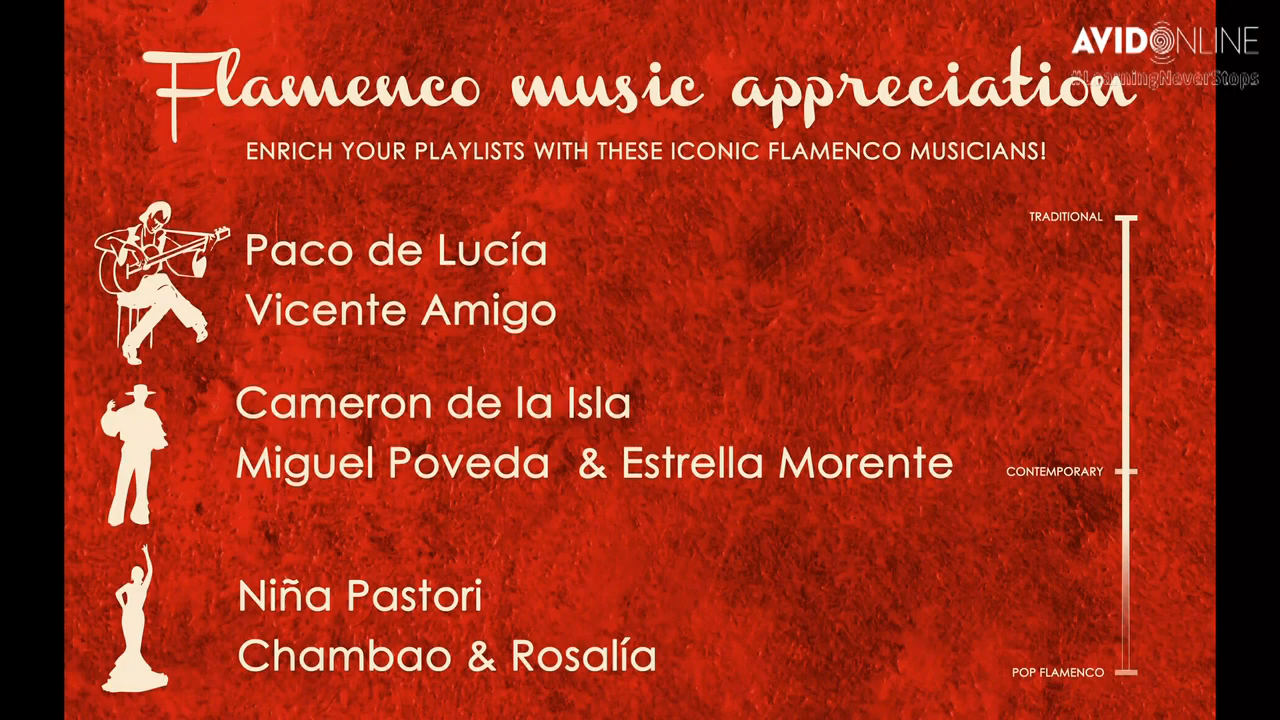 AVIDONLINE
#LearningNeverStops
Flamenco music appreciation
ENRICH YOUR PLAYLISTS WITH THESE ICONIC FLAMENCO MUSICIANS!
TRADITIONAL
Paco de Lucía
Vicente Amigo
Cameron de la Isla
Miguel Poveda & Estrella Morente
CONTEMPORARY
Niña Pastori
Chambao & Rosalía
POP FLAMENCO